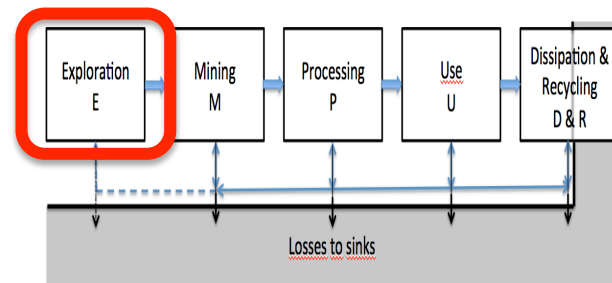 Exploration
E
Mining
M
Processing
P
Use
U
Dissipation &
Recycling
D & R
Losses to sinks